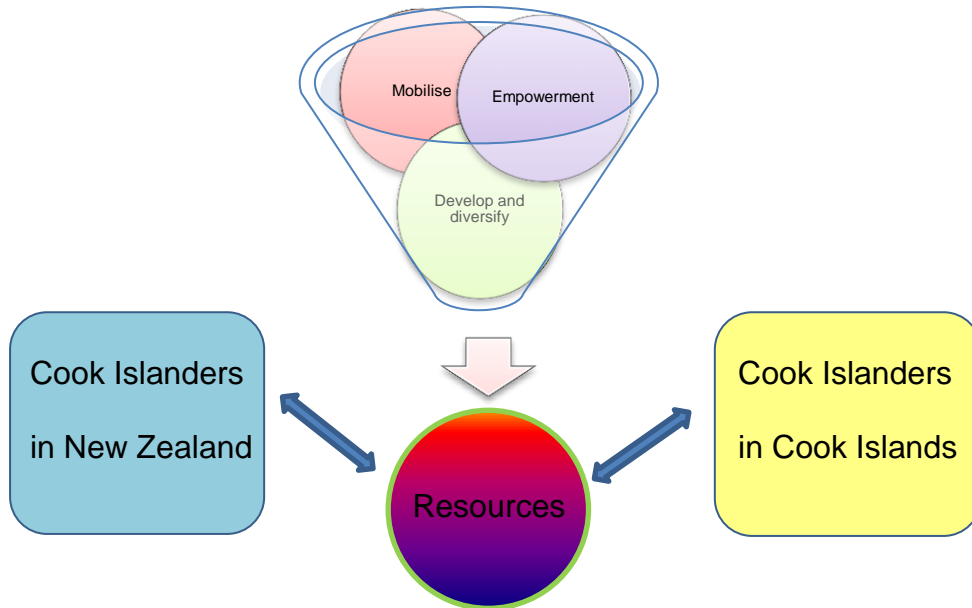 Mobilise
Empowerment
Develop and
diversify
Cook Islanders
in New Zealand
Resources
Cook Islanders
in Cook Islands